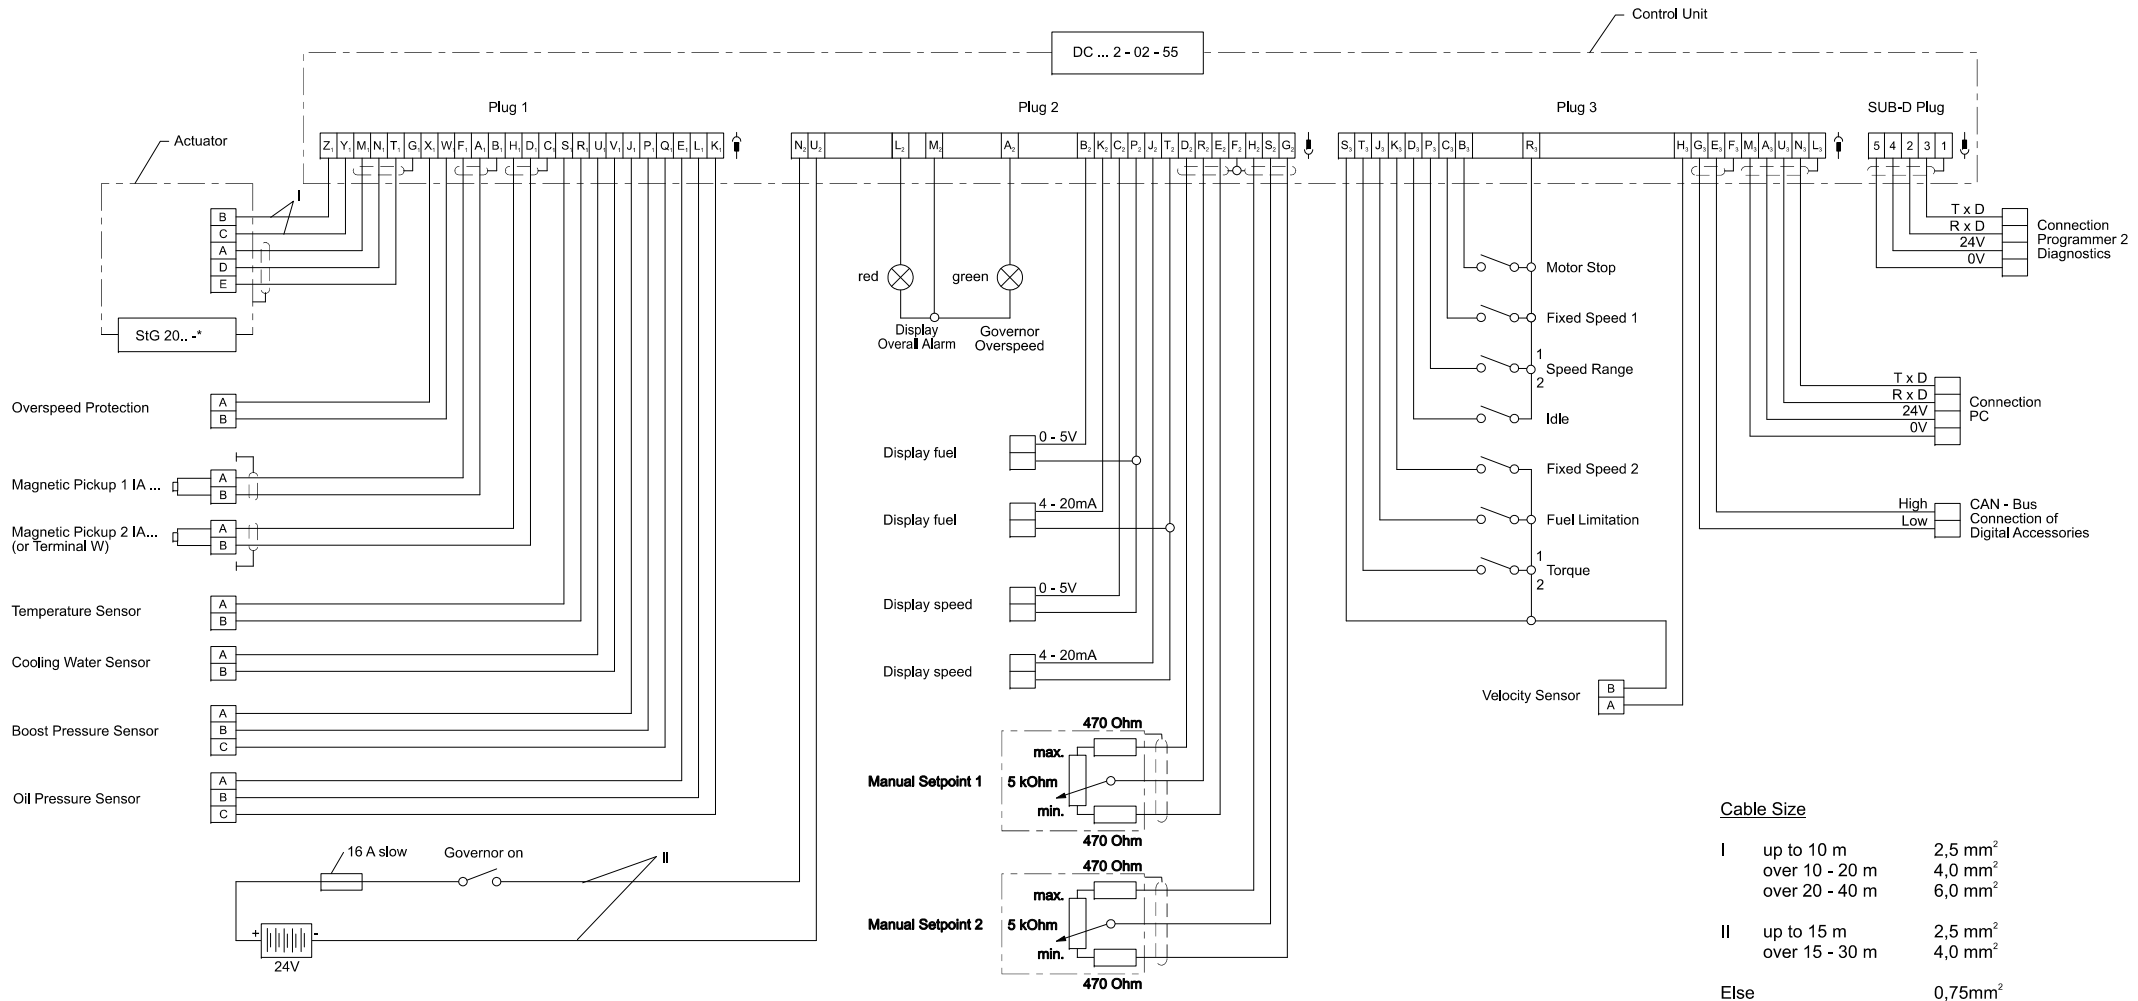 Control Unit
DC ... 2 - 02 - 55
Plug 1
Plug 2
Plug 3
SUB-D Plug
Z1 Y1 M1 N1 T1 G1 X1 W1 F1 A1 B1 H1 D1 C1 S1 R1 U1 V1 J1 P1 Q1 E1 L1 K1
N2 U2 L2 M2 A2 B2 K2 C2 P2 J2 T2 D2 R2 E2 F2 H2 S2 G2
S3 T3 J3 K3 D3 P3 C3 B3 R3 H3 G3 E3 F3 M3 A3 U3 N3 L3
5 4 2 3 1
Actuator
I
B
C
A
D
E
StG 20.. -*
Overspeed Protection
A
B
Magnetic Pickup 1 IA ...
A
B
Magnetic Pickup 2 IA...
(or Terminal W)
A
B
Temperature Sensor
A
B
Cooling Water Sensor
A
B
Boost Pressure Sensor
A
B
C
Oil Pressure Sensor
A
B
C
16 A slow
Governor on
II
+
-
24V
red
green
Display
Overall Alarm
Governor
Overspeed
Display fuel
0 - 5V
Display fuel
4 - 20mA
Display speed
0 - 5V
Display speed
4 - 20mA
470 Ohm
max.
Manual Setpoint 1
5 kOhm
min.
470 Ohm
470 Ohm
max.
Manual Setpoint 2
5 kOhm
min.
470 Ohm
Motor Stop
Fixed Speed 1
1
Speed Range
2
Idle
Fixed Speed 2
Fuel Limitation
1
Torque
2
Velocity Sensor
B
A
T x D
R x D
24V
0V
Connection
Programmer 2
Diagnostics
T x D
R x D
24V
0V
Connection
PC
High
Low
CAN - Bus
Connection of
Digital Accessories
Cable Size
I up to 10 m 2,5 mm²
over 10 - 20 m 4,0 mm²
over 20 - 40 m 6,0 mm²
II up to 15 m 2,5 mm²
over 15 - 30 m 4,0 mm²
Else 0,75mm²